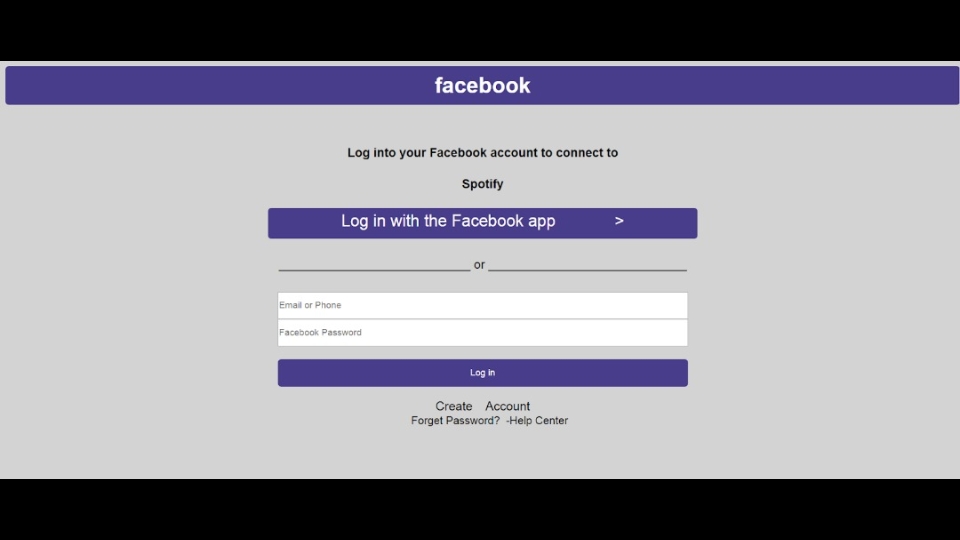 facebook
Log into your Facebook account to connect to
Spotify
Log in with the Facebook app >
or
Email or Phone
Facebook Password
Log In
Create Account
Forget Password? -Help Center